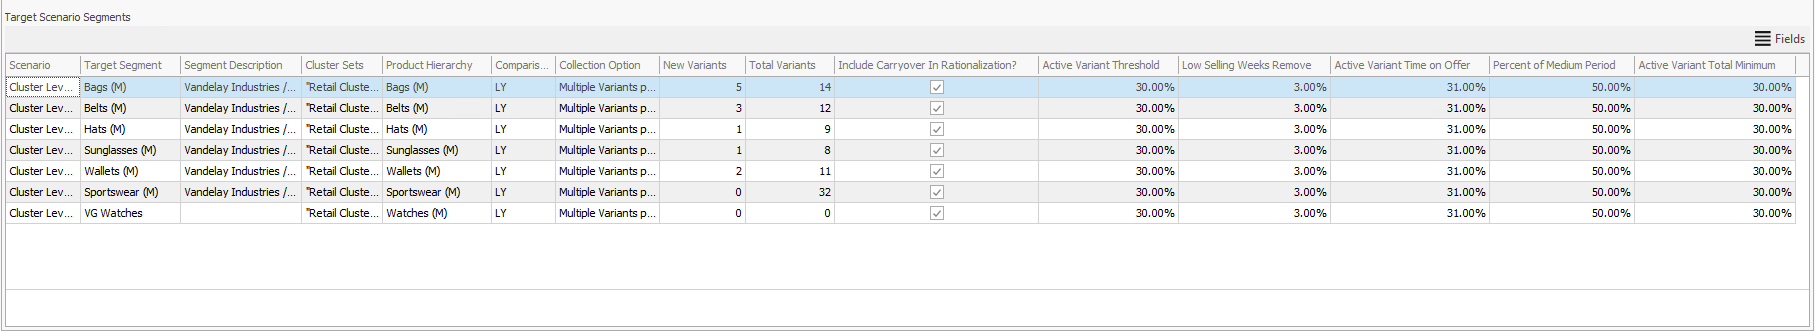 Target Scenario Segments
Fields
Scenario Target Segment Segment Description Cluster Sets Product Hierarchy Comparis... Collection Option New Variants Total Variants Include Carryover In Rationalization? Active Variant Threshold Low Selling Weeks Remove Active Variant Time on Offer Percent of Medium Period Active Variant Total Minimum
Cluster Lev... Bags (M) Vandelay Industries /... "Retail Cluste... Bags (M) LY Multiple Variants p... 5 14 30.00% 3.00% 31.00% 50.00% 30.00%
Cluster Lev... Belts (M) Vandelay Industries /... "Retail Cluste... Belts (M) LY Multiple Variants p... 3 12 30.00% 3.00% 31.00% 50.00% 30.00%
Cluster Lev... Hats (M) Vandelay Industries /... "Retail Cluste... Hats (M) LY Multiple Variants p... 1 9 30.00% 3.00% 31.00% 50.00% 30.00%
Cluster Lev... Sunglasses (M) Vandelay Industries /... "Retail Cluste... Sunglasses (M) LY Multiple Variants p... 1 8 30.00% 3.00% 31.00% 50.00% 30.00%
Cluster Lev... Wallets (M) Vandelay Industries /... "Retail Cluste... Wallets (M) LY Multiple Variants p... 2 11 30.00% 3.00% 31.00% 50.00% 30.00%
Cluster Lev... Sportswear (M) Vandelay Industries /... "Retail Cluste... Sportswear (M) LY Multiple Variants p... 0 32 30.00% 3.00% 31.00% 50.00% 30.00%
Cluster Lev... VG Watches "Retail Cluste... Watches (M) LY Multiple Variants p... 0 0 30.00% 3.00% 31.00% 50.00% 30.00%